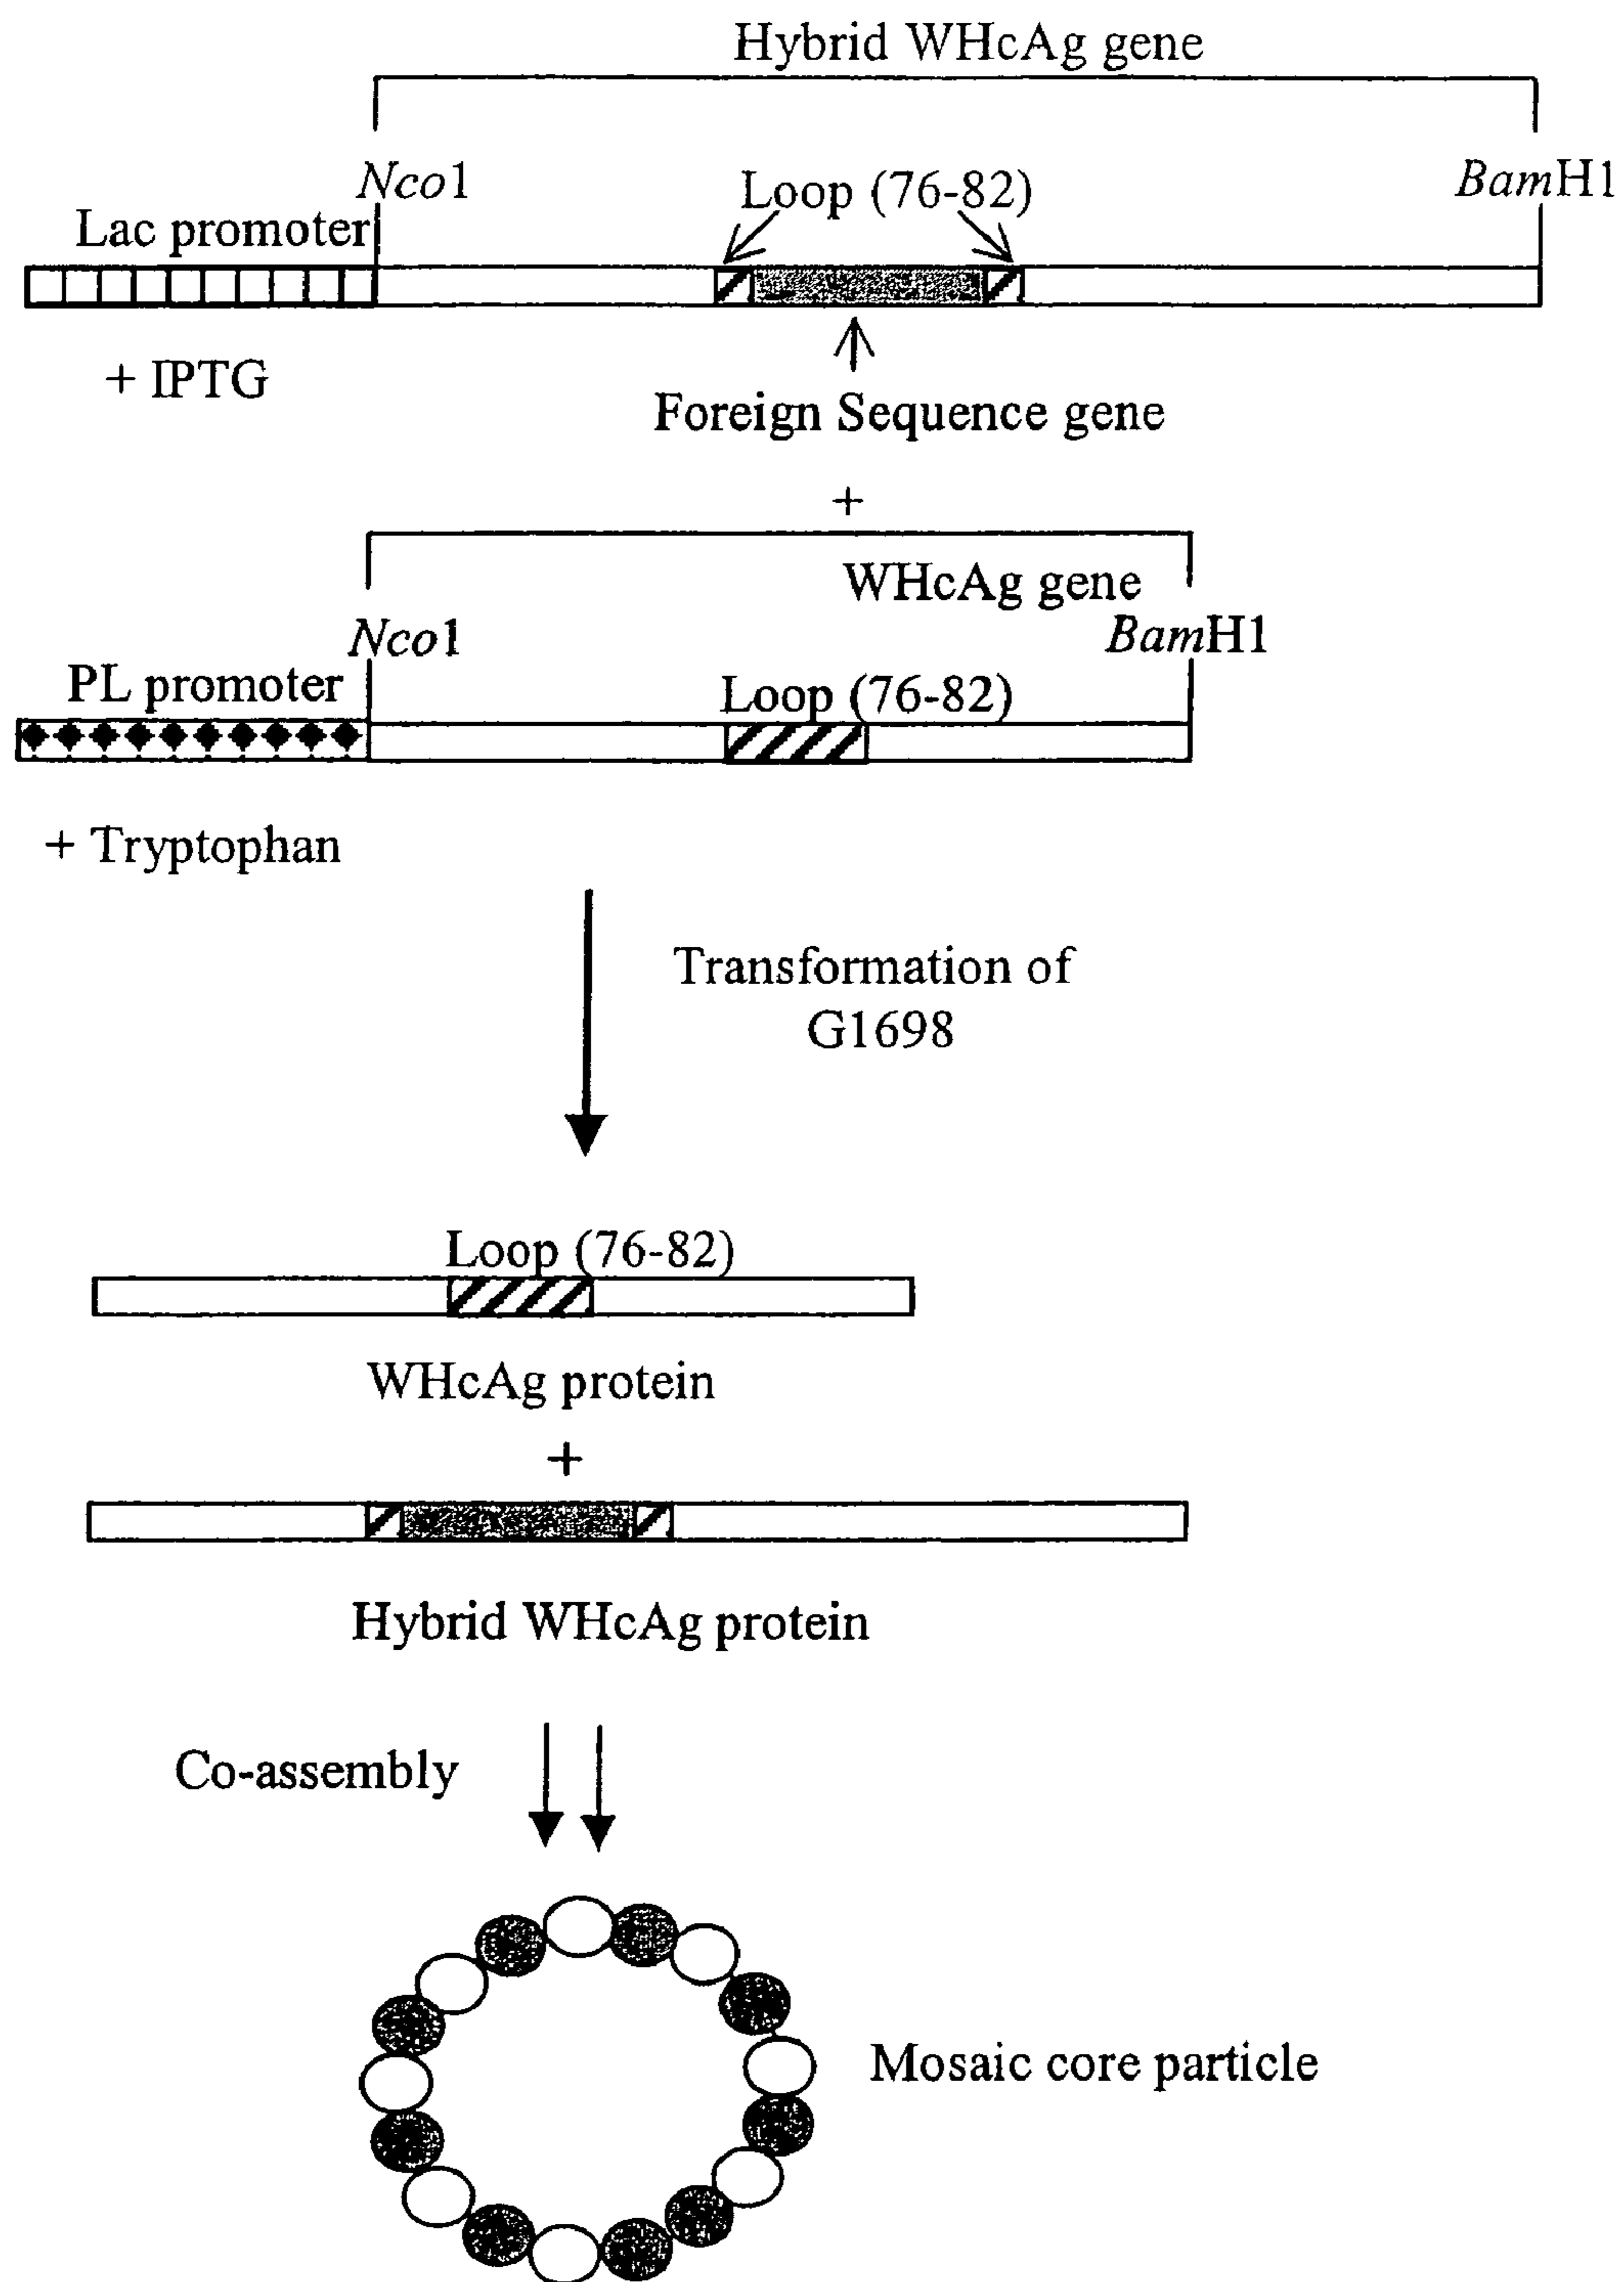 Hybrid WHcAg gene
Nco1
Loop (76-82)
BamH1
Lac promoter
+ IPTG
Foreign Sequence gene
+
WHcAg gene
Nco1
BamH1
PL promoter
Loop (76-82)
+ Tryptophan
Transformation of
G1698
Loop (76-82)
WHcAg protein
+
Hybrid WHcAg protein
Co-assembly
Mosaic core particle